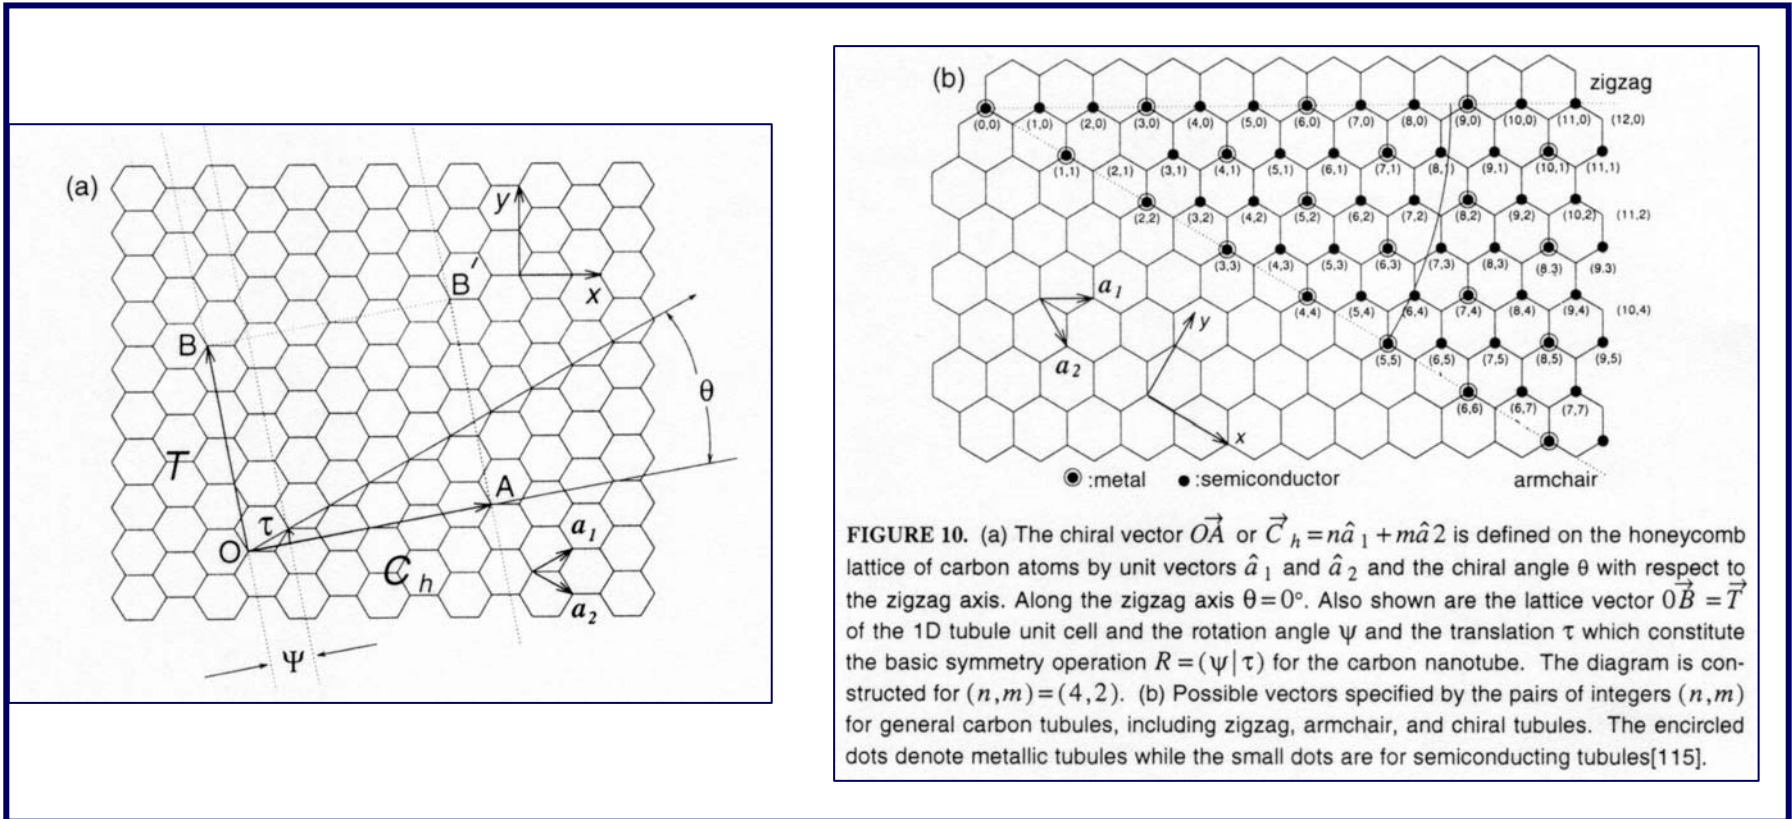 (a)
y
B′
x
B
θ
T
A
τ
a₁
O
C h
a₂
Ψ
(b)
zigzag
(0,0) (1,0) (2,0) (3,0) (4,0) (5,0) (6,0) (7,0) (8,0) (9,0) (10,0) (11,0) (12,0)
(1,1) (2,1) (3,1) (4,1) (5,1) (6,1) (7,1) (8,1) (9,1) (10,1) (11,1)
(2,2) (3,2) (4,2) (5,2) (6,2) (7,2) (8,2) (9,2) (10,2) (11,2)
(3,3) (4,3) (5,3) (6,3) (7,3) (8,3) (8.3) (9.3)
a₁
(4,4) (5,4) (6,4) (7,4) (8,4) (9,4) (10,4)
y
a₂
(5,5) (6,5) (7,5) (8,5) (9,5)
(6,6) (6,7) (7,7)
x
:metal :semiconductor armchair
FIGURE 10. (a) The chiral vector O⃗A or C⃗ h = nâ 1 + mâ 2 is defined on the honeycomb
lattice of carbon atoms by unit vectors â 1 and â 2 and the chiral angle θ with respect to
the zigzag axis. Along the zigzag axis θ=0°. Also shown are the lattice vector 0B⃗ = T⃗
of the 1D tubule unit cell and the rotation angle ψ and the translation τ which constitute
the basic symmetry operation R = (ψ|τ) for the carbon nanotube. The diagram is con-
structed for (n,m)=(4,2). (b) Possible vectors specified by the pairs of integers (n,m)
for general carbon tubules, including zigzag, armchair, and chiral tubules. The encircled
dots denote metallic tubules while the small dots are for semiconducting tubules[115].